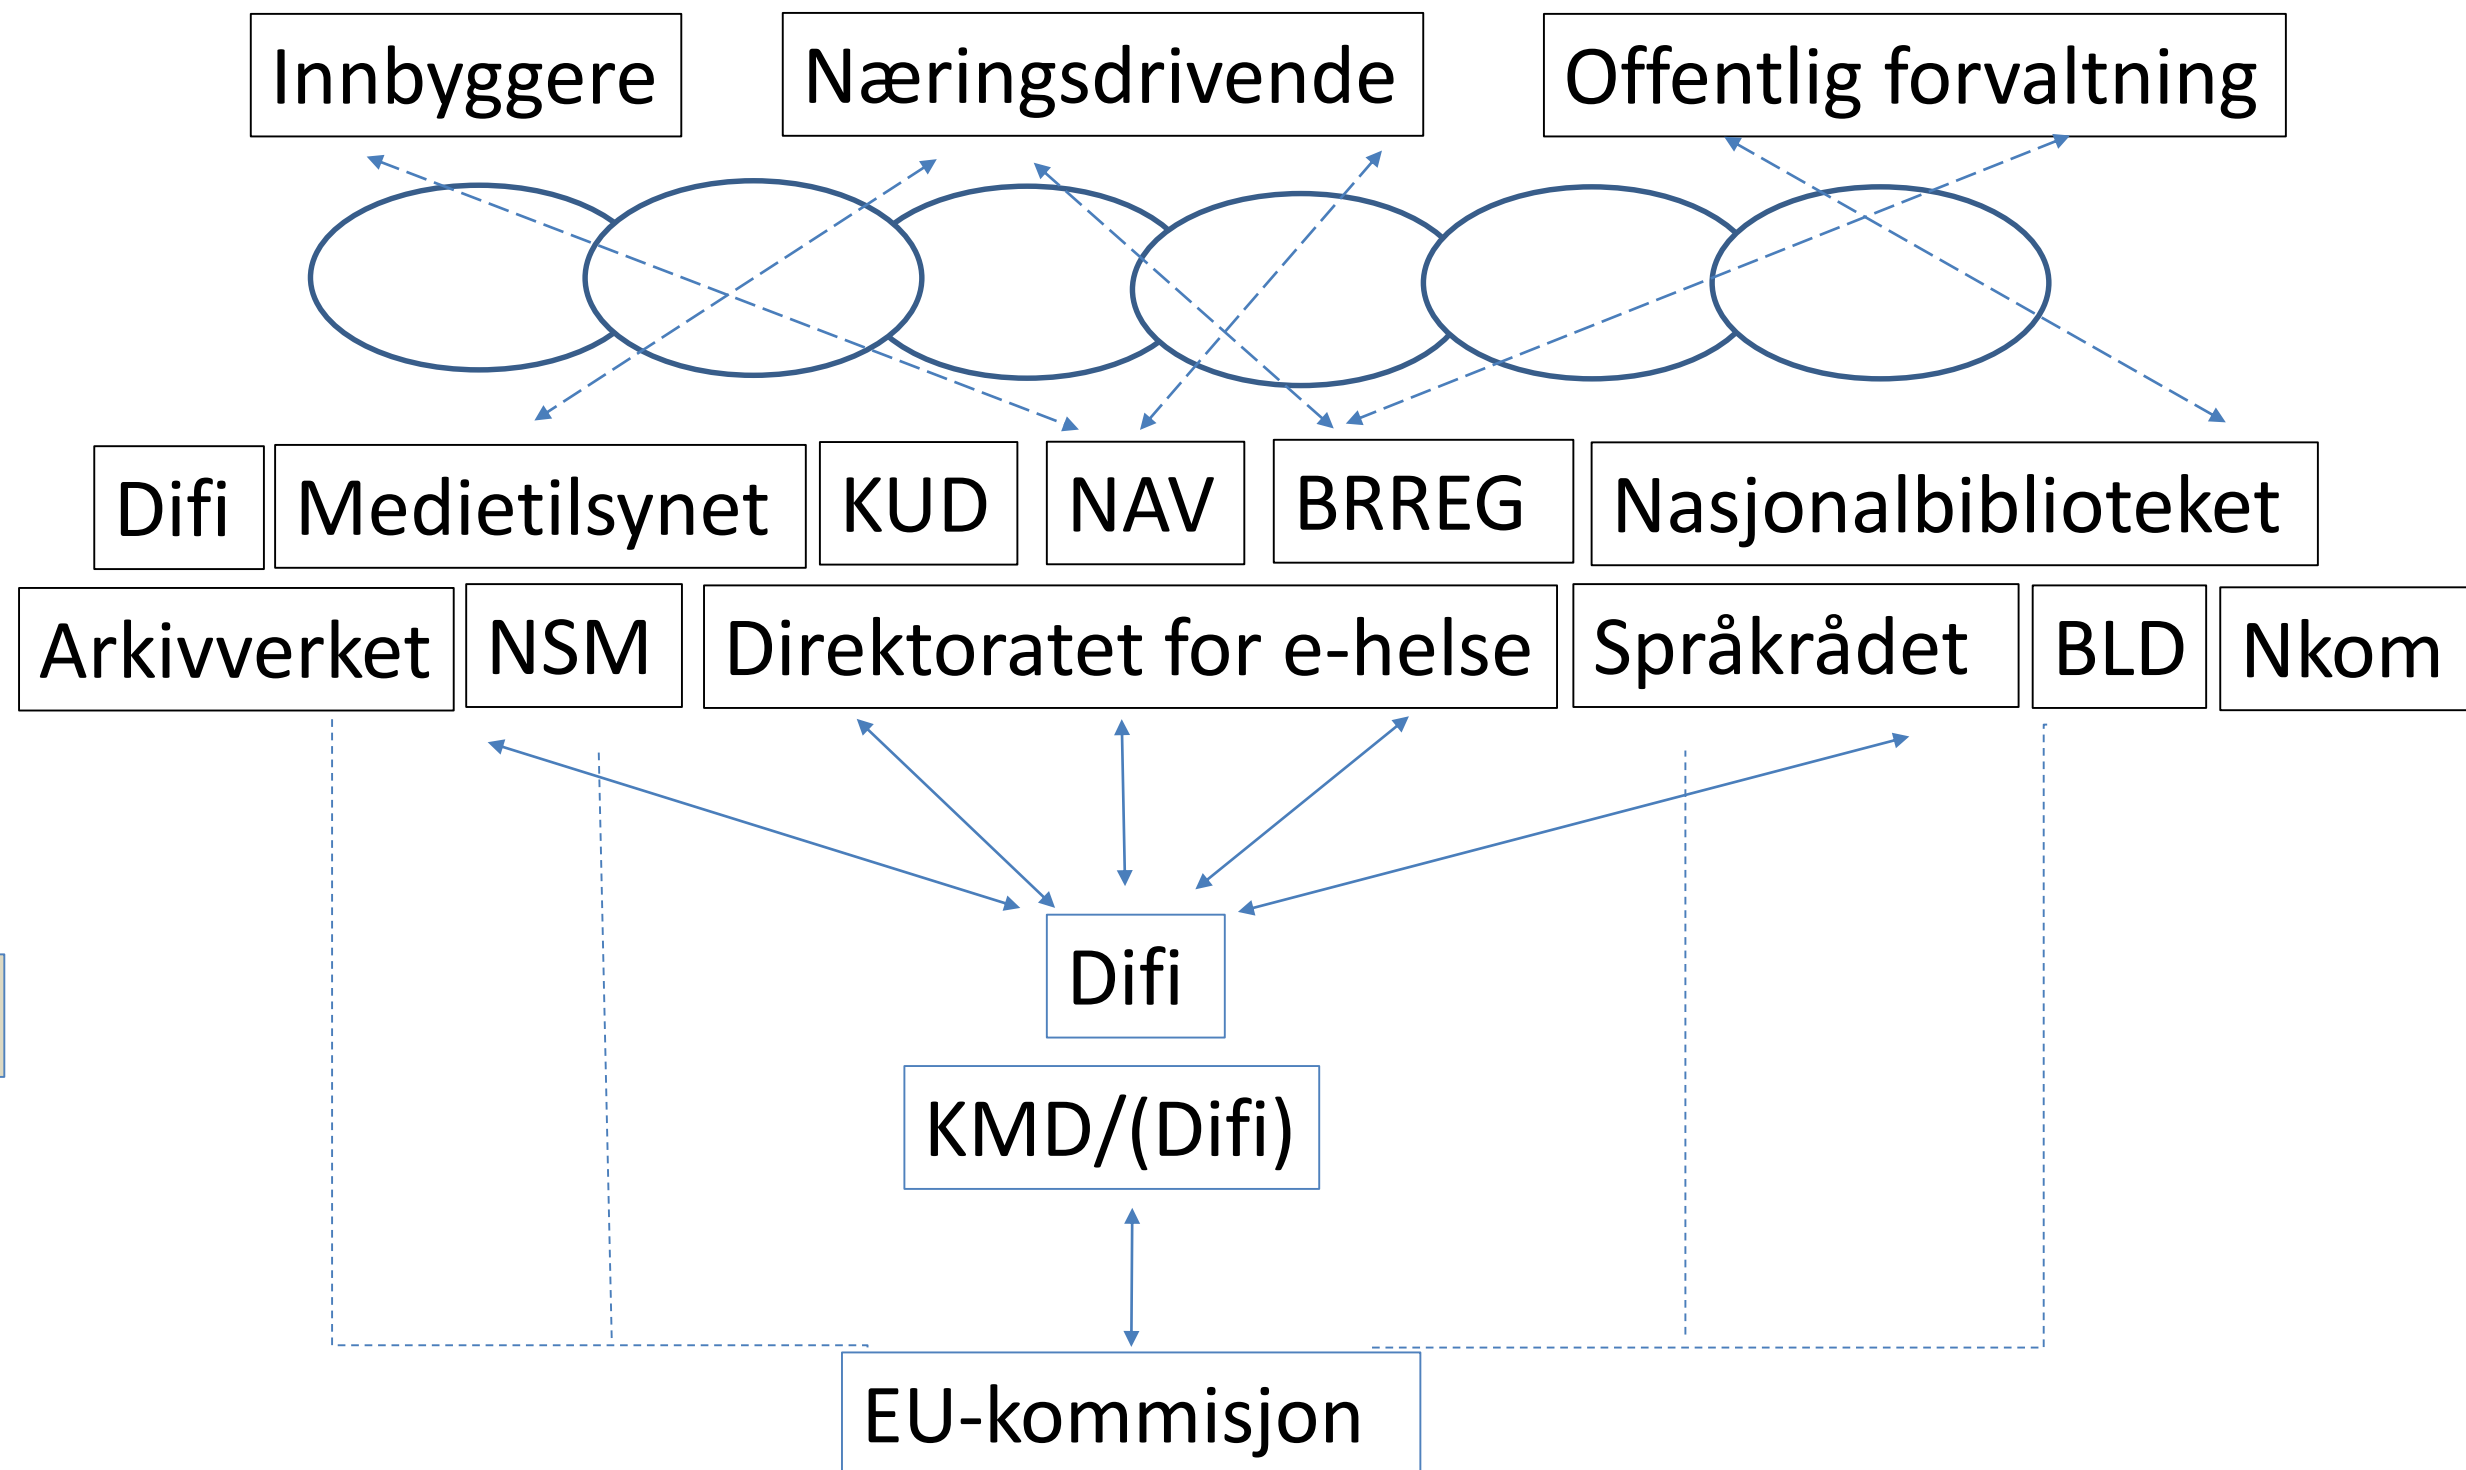 Innbyggere Næringsdrivende Offentlig forvaltning
Difi Medietilsynet KUD NAV BRREG Nasjonalbiblioteket
Arkivverket NSM Direktoratet for e-helse Språkrådet BLD Nkom
Difi
KMD/(Difi)
EU-kommisjon